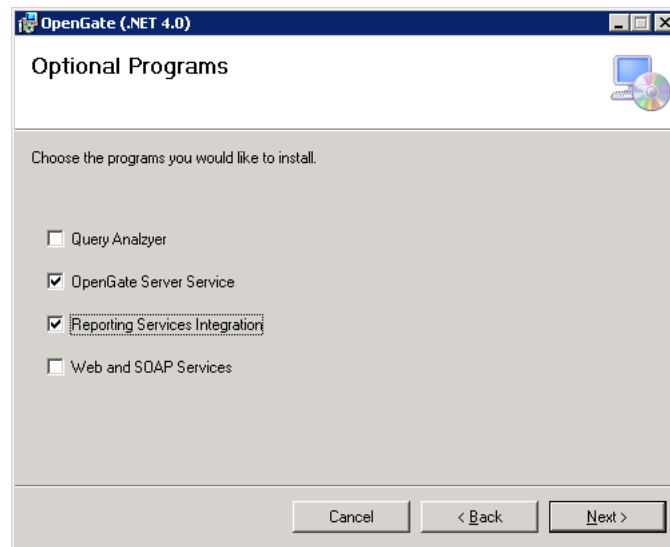 OpenGate (.NET 4.0)
Optional Programs
Choose the programs you would like to install.
Query Analzyer
OpenGate Server Service
Reporting Services Integration
Web and SOAP Services
Cancel
< Back
Next >